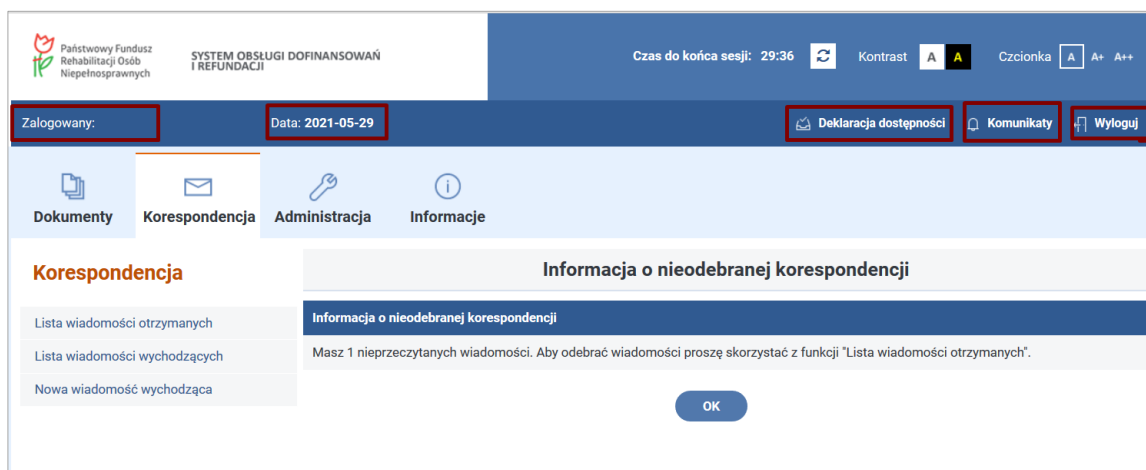 Państwowy Fundusz
Rehabilitacji Osób
Niepełnosprawnych
SYSTEM OBSŁUGI DOFINANSOWAŃ
I REFUNDACJI
Czas do końca sesji: 29:36
Kontrast A A
Czcionka A A+ A++
Zalogowany:
Data: 2021-05-29
Deklaracja dostępności
Komunikaty
Wyloguj
Dokumenty
Korespondencja
Administracja
Informacje
Korespondencja
Lista wiadomości otrzymanych
Lista wiadomości wychodzących
Nowa wiadomość wychodząca
Informacja o nieodebranej korespondencji
Informacja o nieodebranej korespondencji
Masz 1 nieprzeczytanych wiadomości. Aby odebrać wiadomości proszę skorzystać z funkcji "Lista wiadomości otrzymanych".
OK